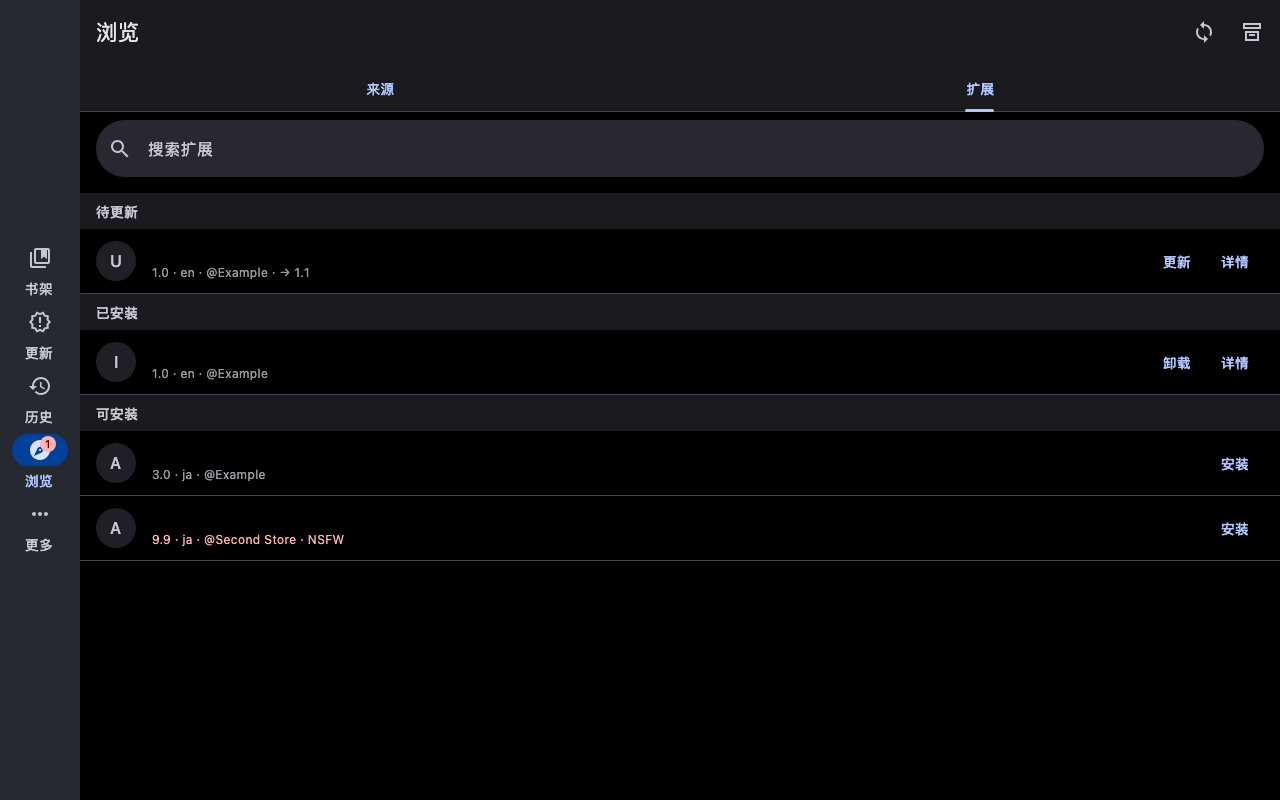 浏览
来源
扩展
搜索扩展
待更新
U
1.0 · en · @Example · → 1.1
更新
详情
已安装
I
1.0 · en · @Example
卸载
详情
可安装
A
3.0 · ja · @Example
安装
A
9.9 · ja · @Second Store · NSFW
安装
书架
更新
历史
1
浏览
更多